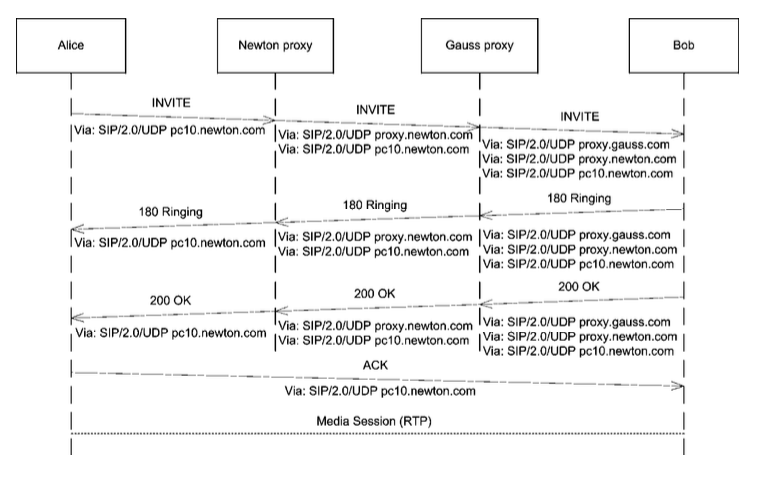 Alice
Newton proxy
Gauss proxy
Bob
INVITE
Via: SIP/2.0/UDP pc10.newton.com
INVITE
Via: SIP/2.0/UDP proxy.newton.com
Via: SIP/2.0/UDP pc10.newton.com
INVITE
Via: SIP/2.0/UDP proxy.gauss.com
Via: SIP/2.0/UDP proxy.newton.com
Via: SIP/2.0/UDP pc10.newton.com
180 Ringing
Via: SIP/2.0/UDP pc10.newton.com
180 Ringing
Via: SIP/2.0/UDP proxy.newton.com
Via: SIP/2.0/UDP pc10.newton.com
180 Ringing
Via: SIP/2.0/UDP proxy.gauss.com
Via: SIP/2.0/UDP proxy.newton.com
Via: SIP/2.0/UDP pc10.newton.com
200 OK
Via: SIP/2.0/UDP pc10.newton.com
200 OK
Via: SIP/2.0/UDP proxy.newton.com
Via: SIP/2.0/UDP pc10.newton.com
200 OK
Via: SIP/2.0/UDP proxy.gauss.com
Via: SIP/2.0/UDP proxy.newton.com
Via: SIP/2.0/UDP pc10.newton.com
ACK
Via: SIP/2.0/UDP pc10.newton.com
Media Session (RTP)